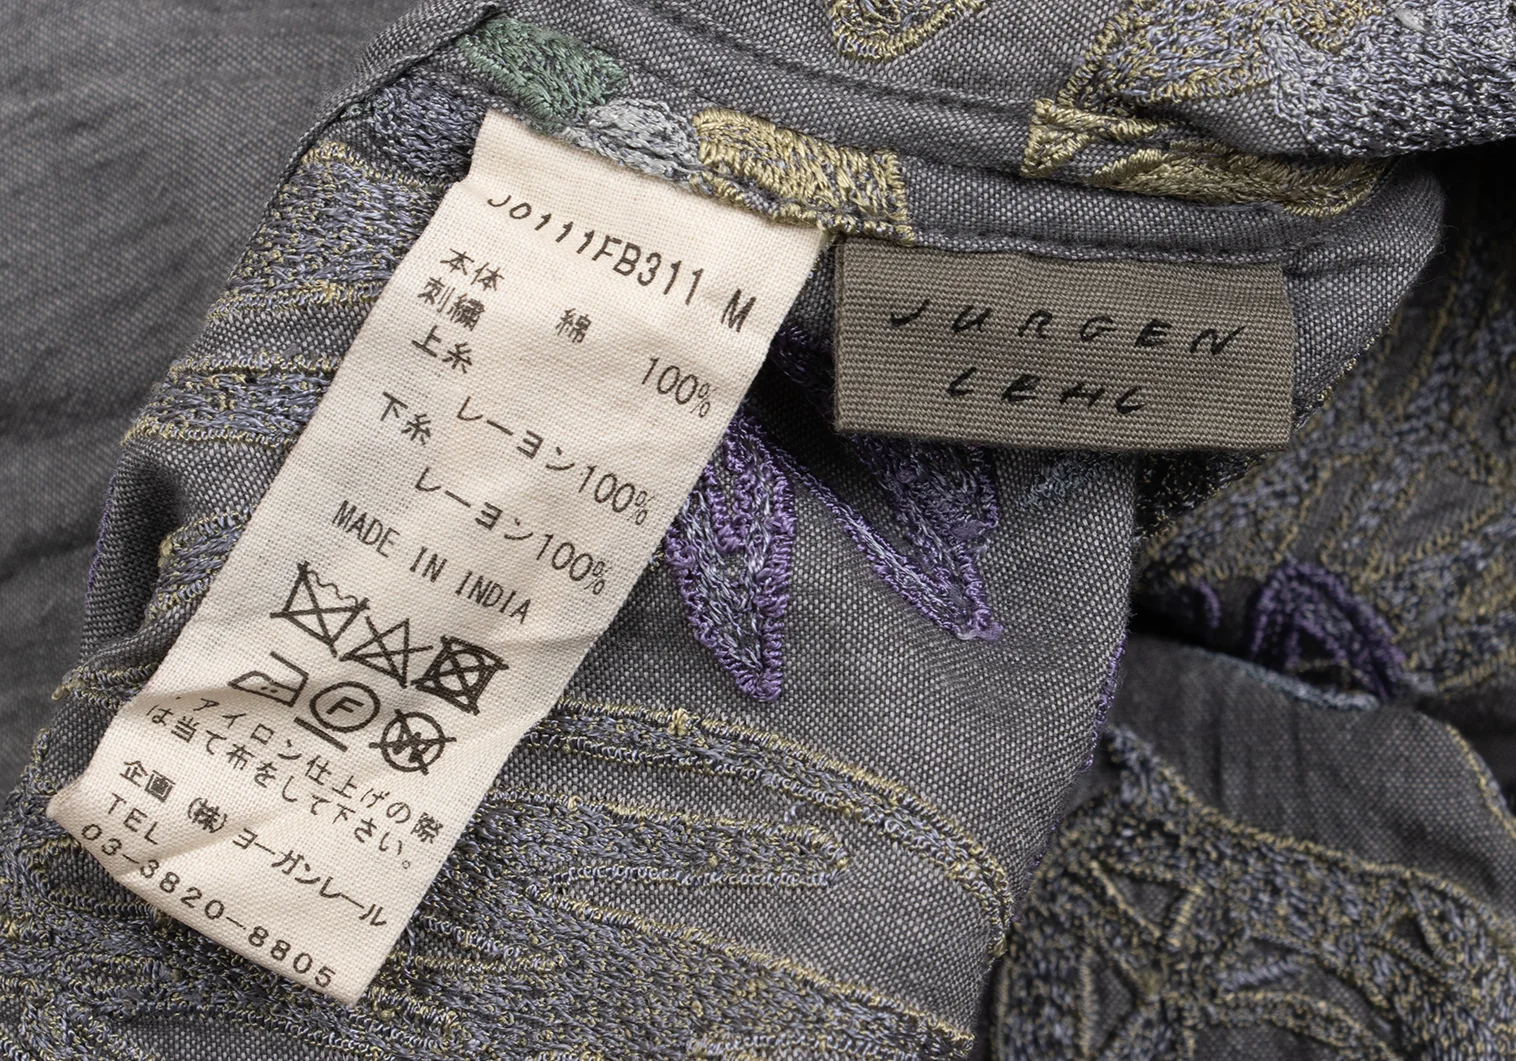 J0111FB311 M
本体
刺繍 綿 100%
上糸
レーヨン100%
下糸
レーヨン100%
MADE IN INDIA
F
W
アイロン仕上げの際
は当て布をして下さい。
企画 (株)ヨーガンレール
TEL
03-3820-8805
JURGEN
LEHL